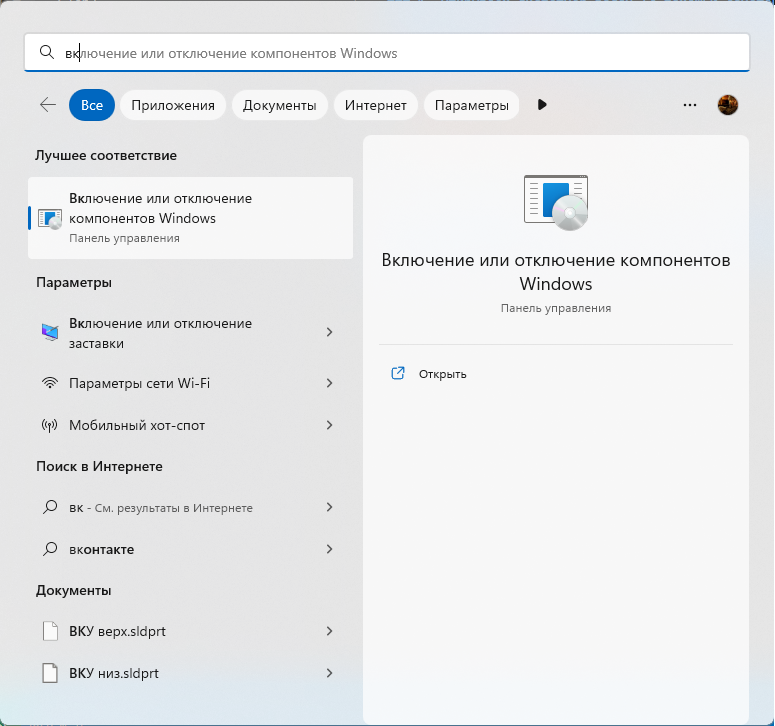 включение или отключение компонентов Windows
Все
Приложения
Документы
Интернет
Параметры
Лучшее соответствие
Включение или отключение
компонентов Windows
Панель управления
Параметры
Включение или отключение
заставки
Параметры сети Wi-Fi
Мобильный хот-спот
Поиск в Интернете
вк - См. результаты в Интернете
вконтакте
Документы
ВКУ верх.sldprt
ВКУ низ.sldprt
Включение или отключение компонентов
Windows
Панель управления
Открыть